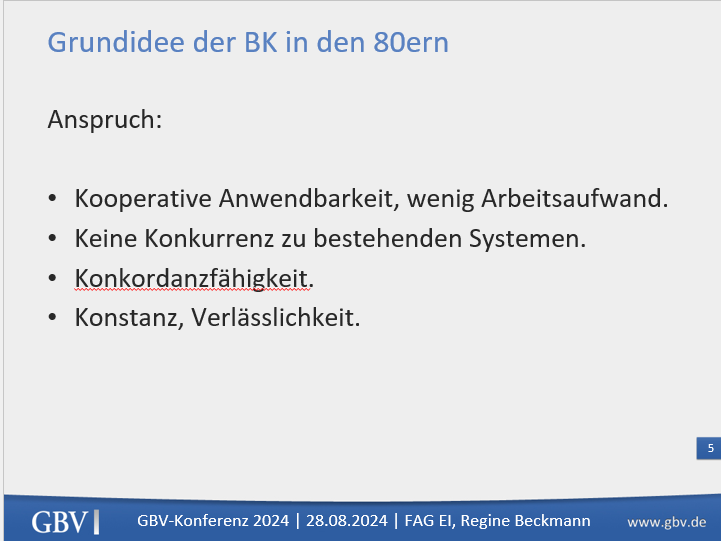 Grundidee der BK in den 80ern
Anspruch:
• Kooperative Anwendbarkeit, wenig Arbeitsaufwand.
• Keine Konkurrenz zu bestehenden Systemen.
• Konkordanzfähigkeit.
• Konstanz, Verlässlichkeit.
5
GBV GBV-Konferenz 2024 | 28.08.2024 | FAG EI, Regine Beckmann www.gbv.de